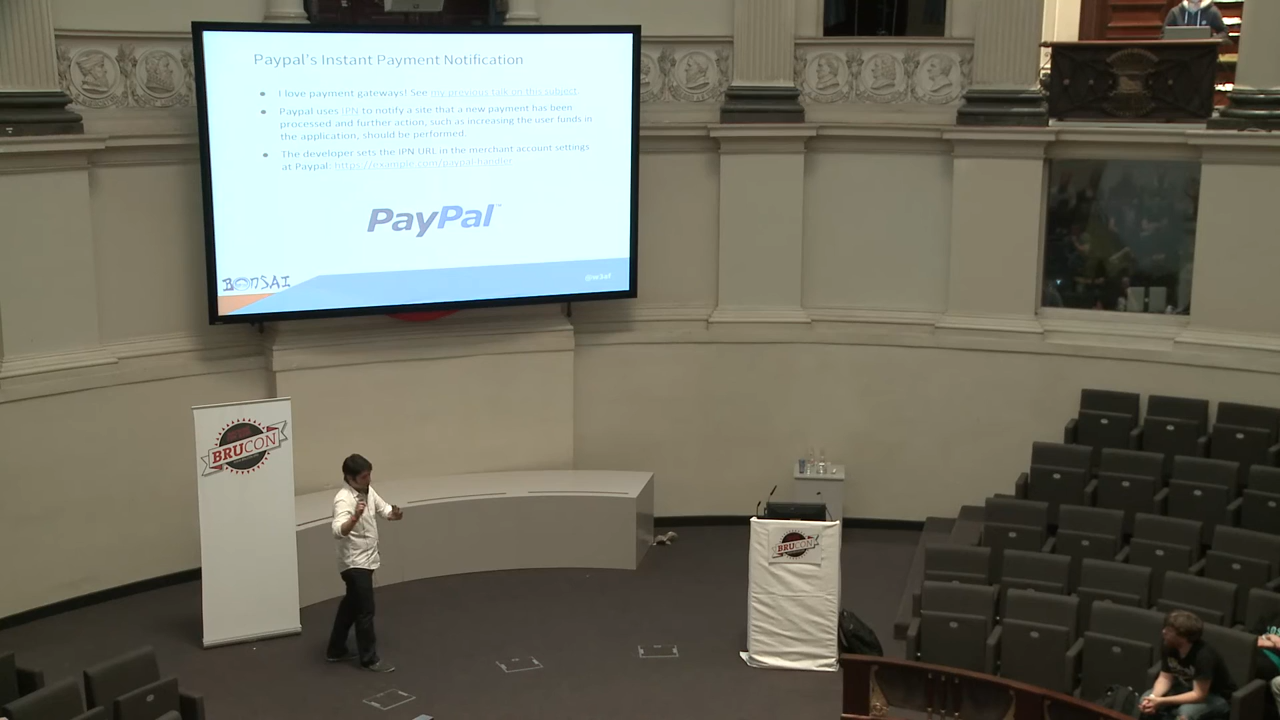 Paypal's Instant Payment Notification
I love payment gateways! See my previous talk on this subject.
Paypal uses IPN to notify a site that a new payment has been
processed and further action, such as increasing the user funds in
the application, should be performed.
The developer sets the IPN URL in the merchant account settings
at Paypal: https://example.com/paypal-handler
PayPal™
BONSAI
@w3af
BRUCON
BRUCON